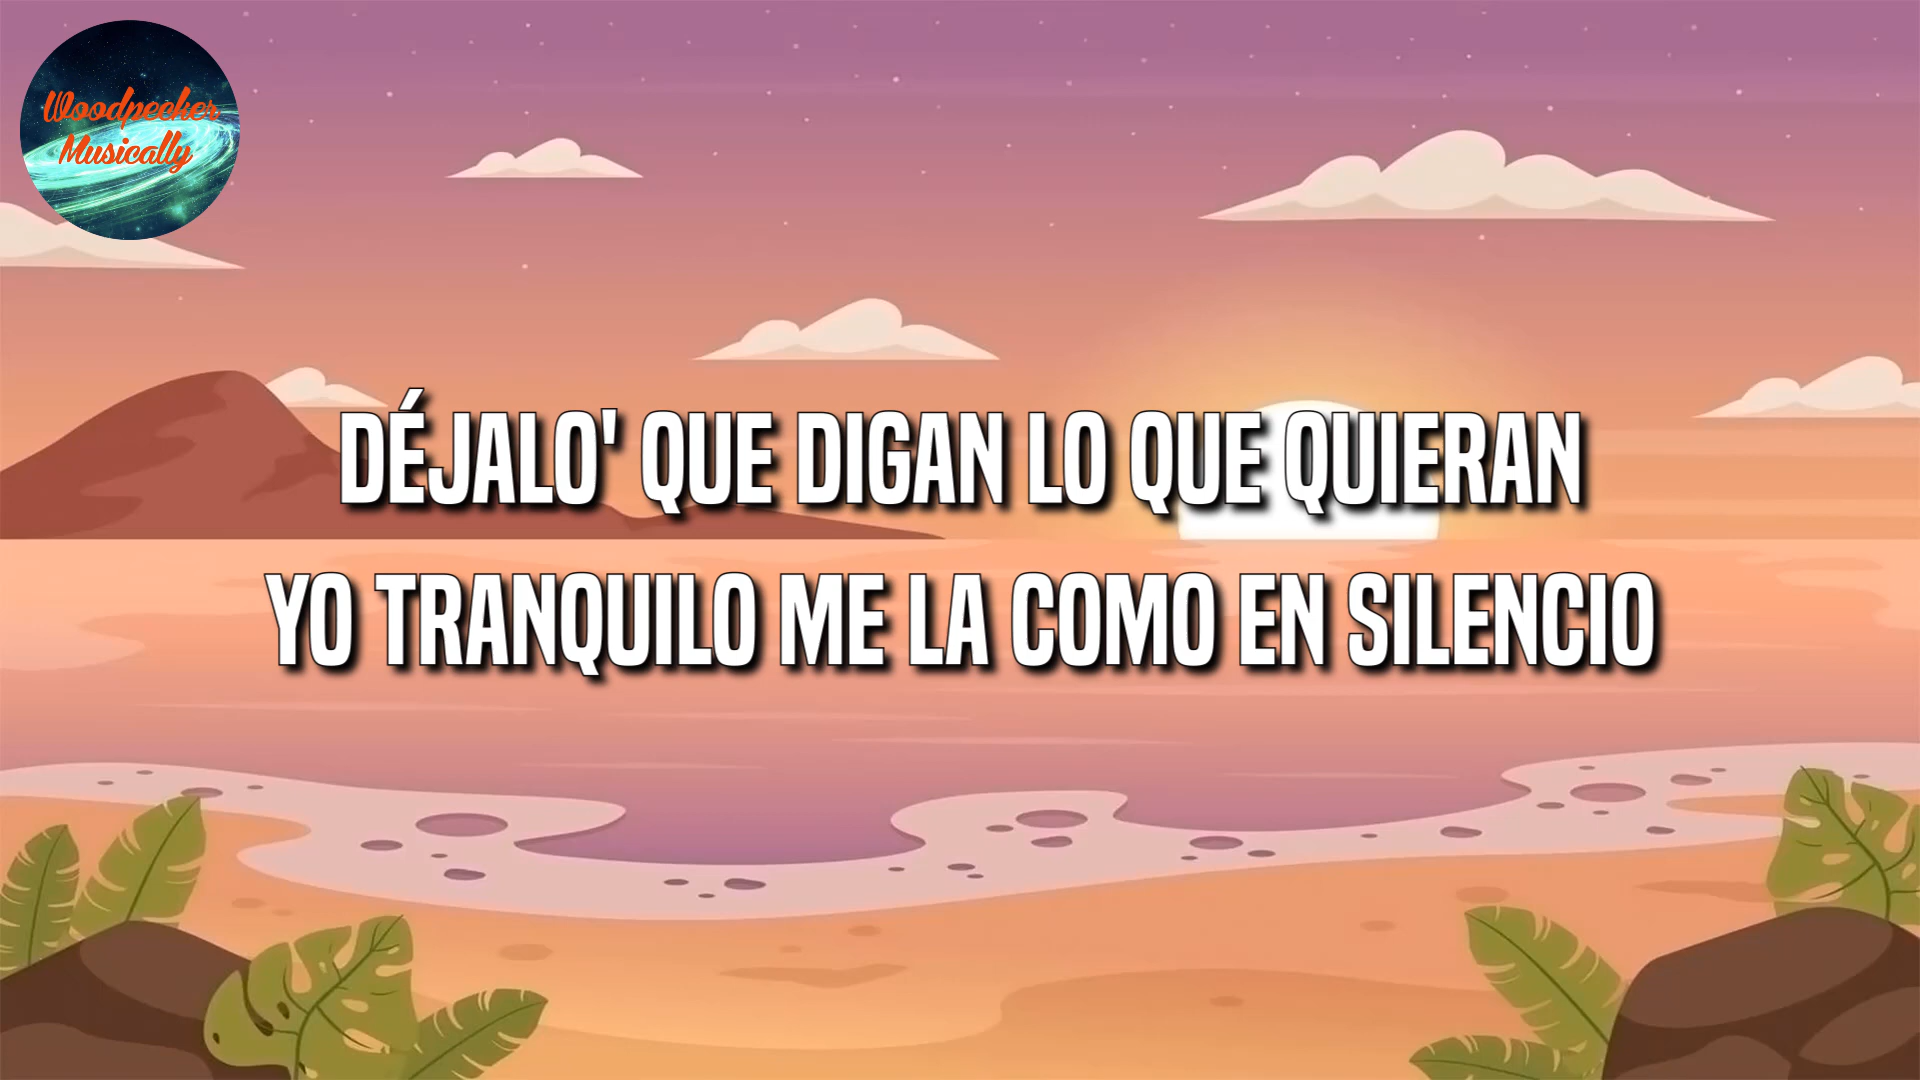 Woodpecker
Musically
DÉJALO' QUE DIGAN LO QUE QUIERAN
YO TRANQUILO ME LA COMO EN SILENCIO